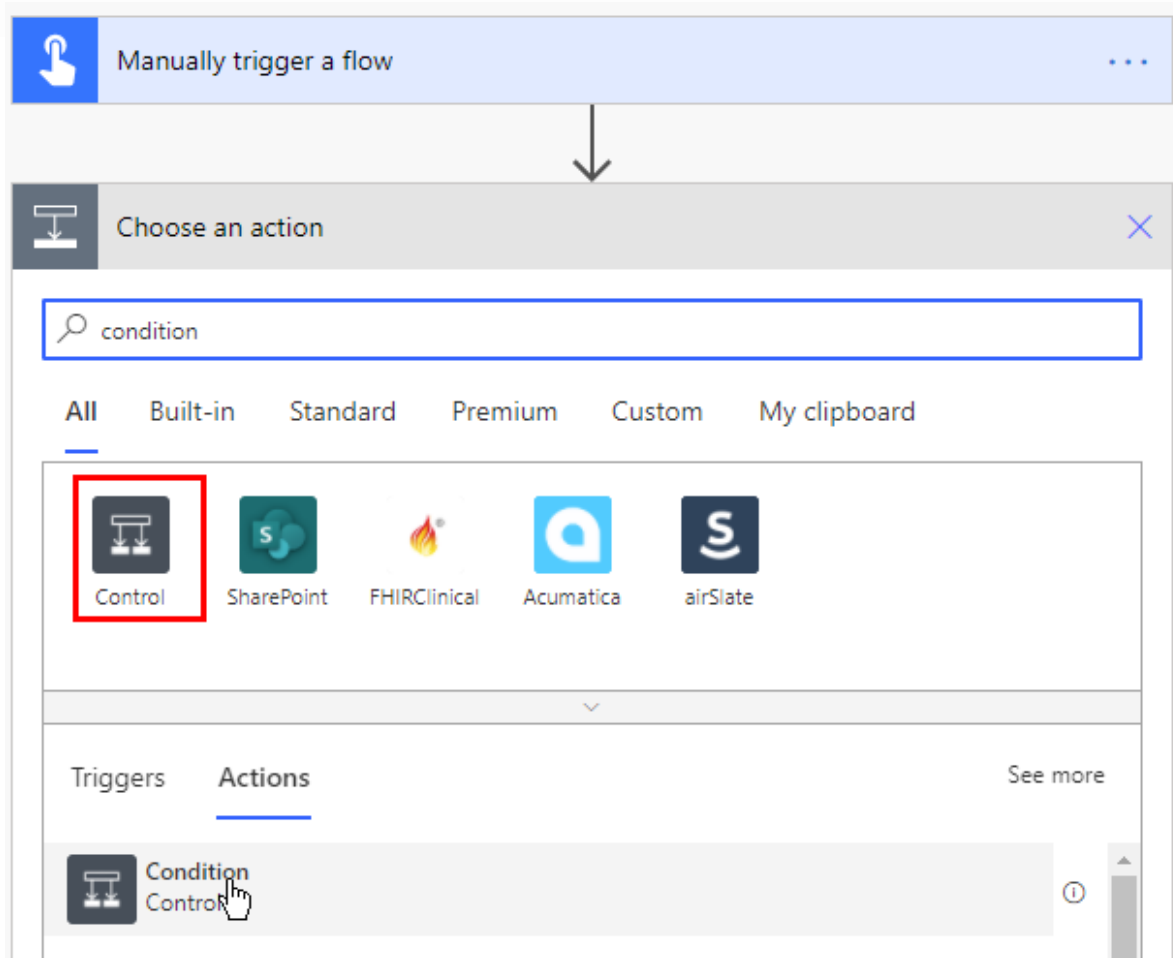 Manually trigger a flow
Choose an action
condition
All Built-in Standard Premium Custom My clipboard
S S
Control SharePoint FHIRClinical Acumatica airSlate
Triggers Actions See more
Condition
Control